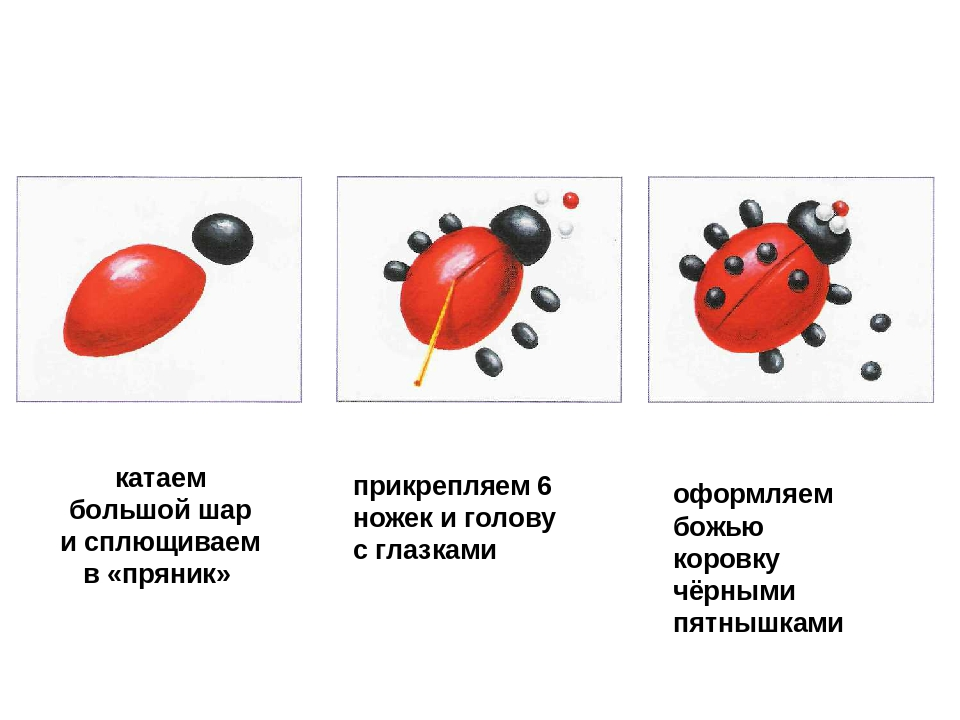 катаем
большой шар
и сплющиваем
в «пряник»
прикрепляем 6
ножек и голову
с глазками
оформляем
божью
коровку
чёрными
пятнышками